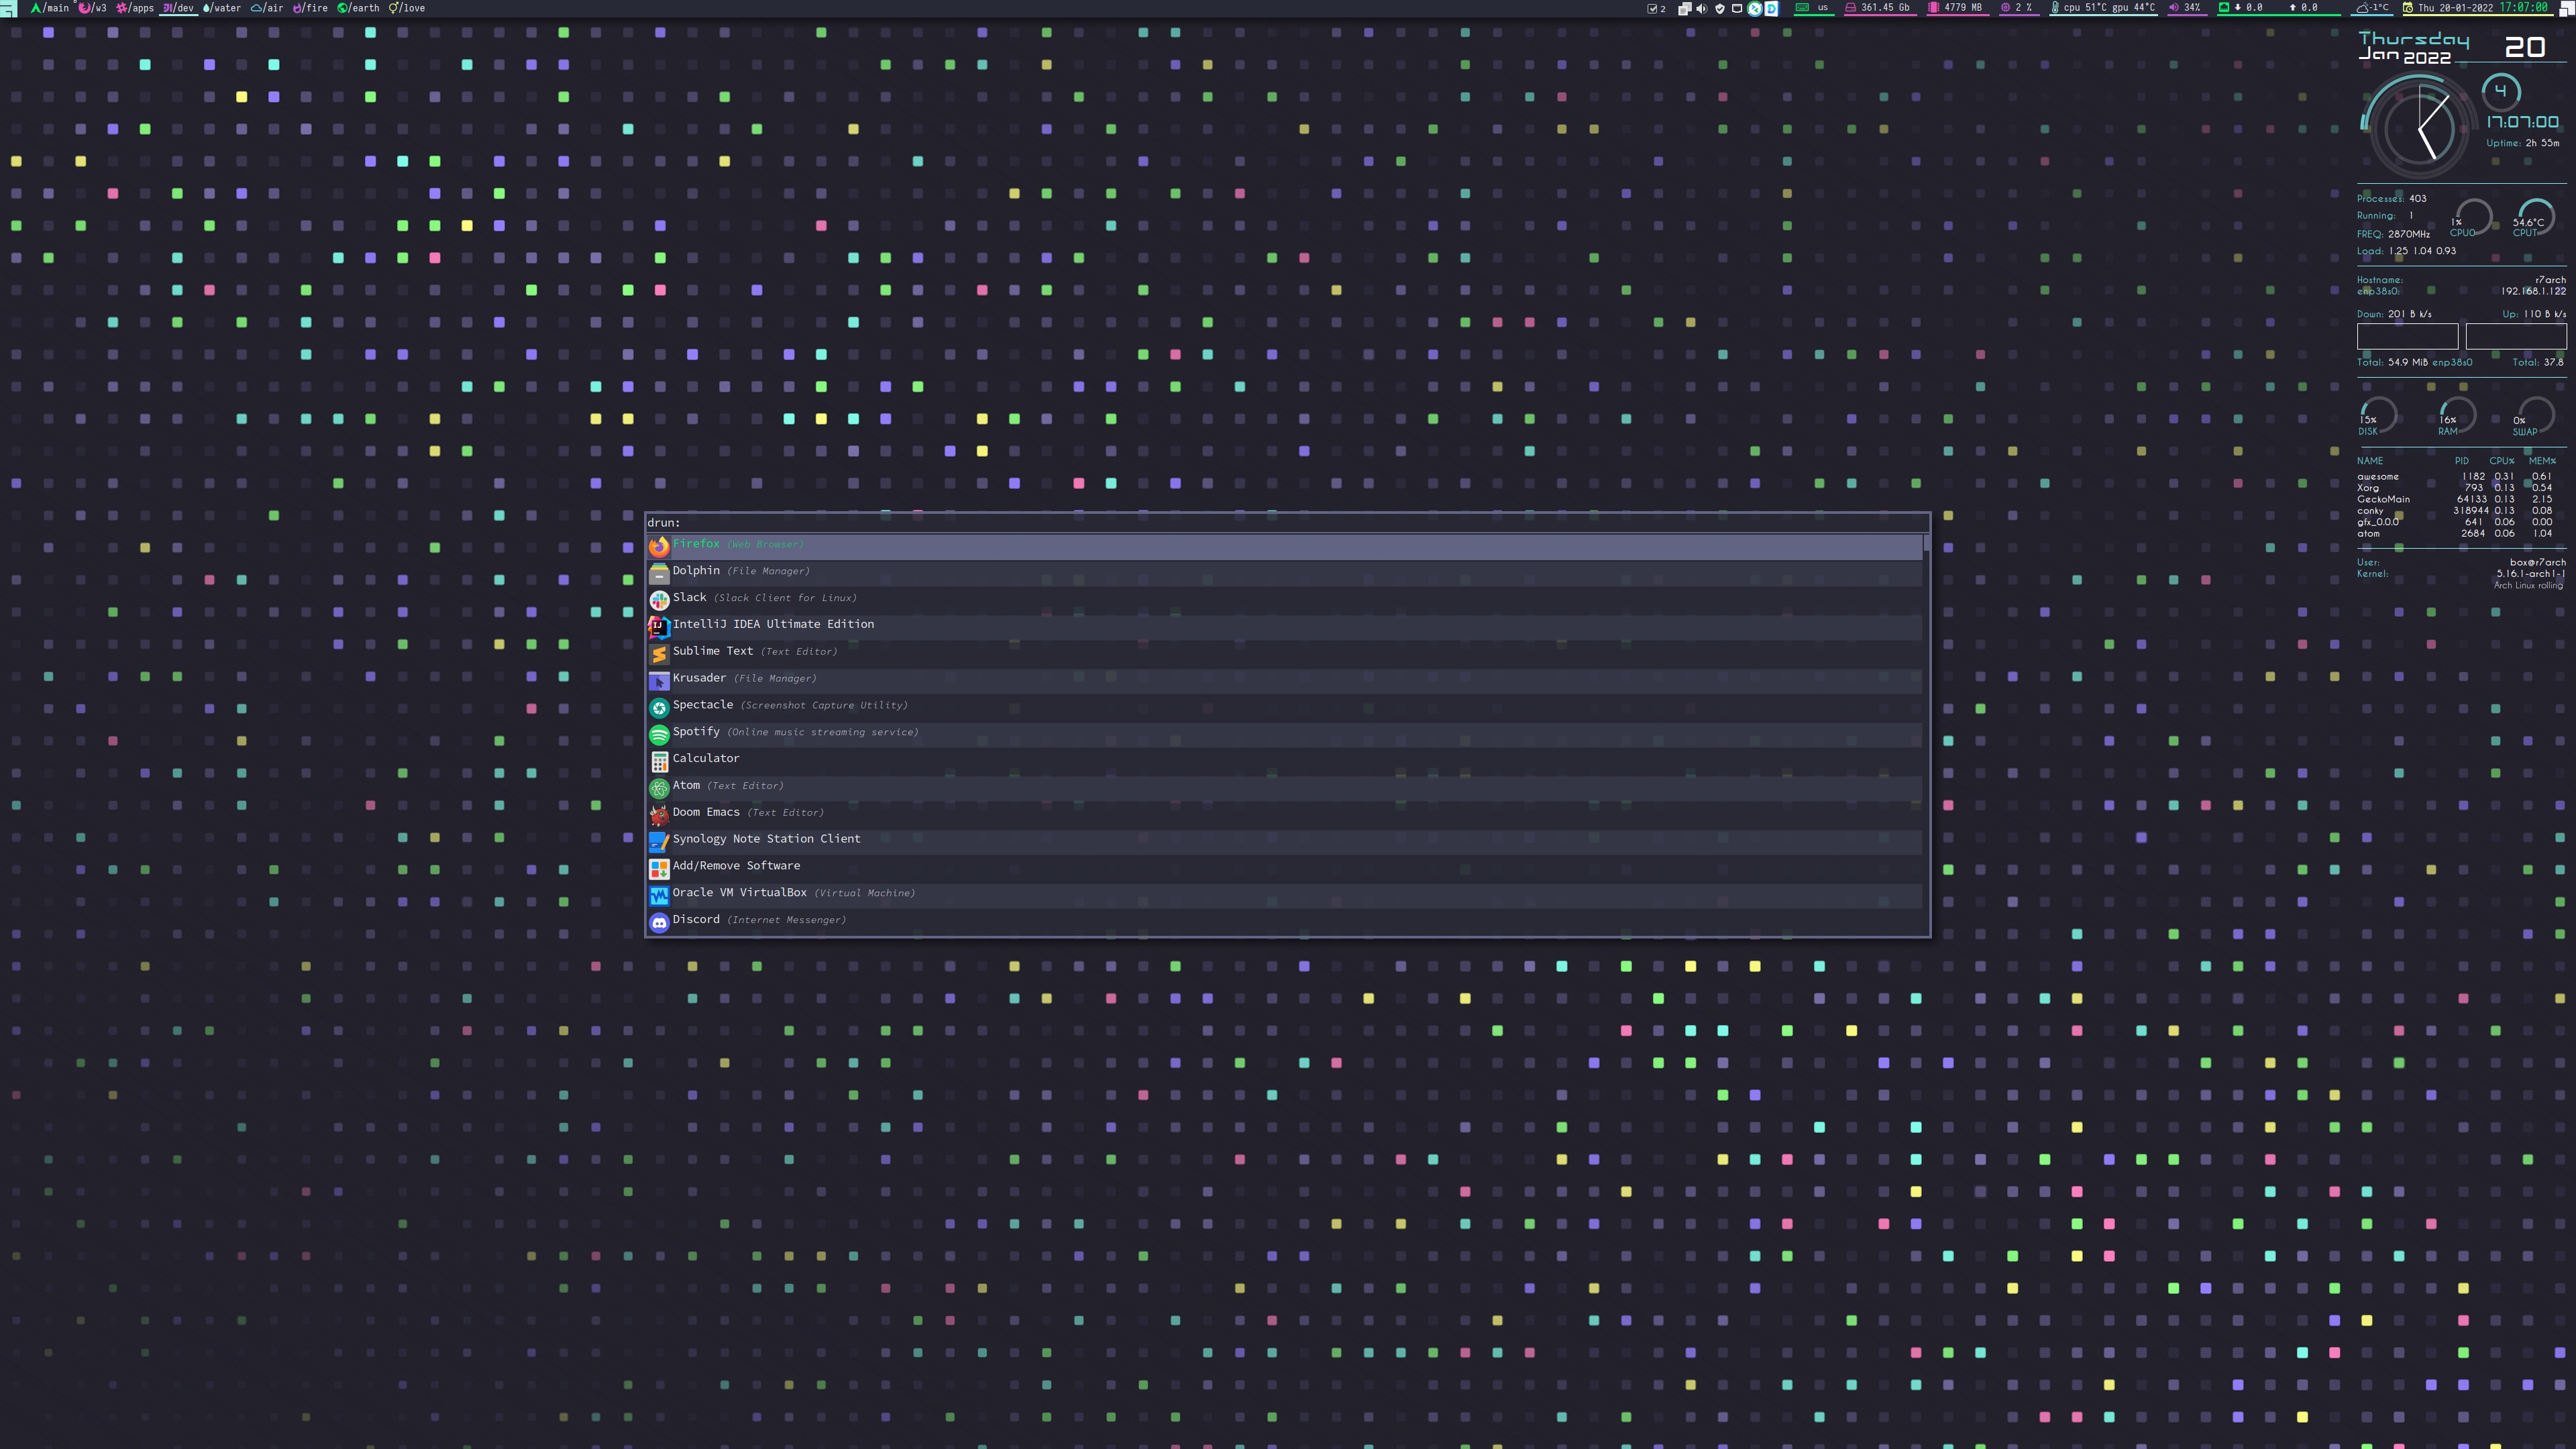 /main /w3 /apps /dev /water /air /fire /earth /love
2 us 361.45 Gb 4779 MB 2 % cpu 51°C gpu 44°C 34% 0.0 0.0 -1°C Thu 20-01-2022 17:07:00
Thursday 20
Jan 2022
4
17:07:00
Uptime: 2h 55m
Processes: 403
Running: 1
1% 54.6°C
FREQ: 2870MHz CPU0 CPUT
Load: 1.25 1.04 0.93
Hostname: r7arch
enp38s0: 192.168.1.122
Down: 201 B k/s Up: 110 B k/s
Total: 54.9 MiB enp38s0 Total: 37.8
15% 16% 0%
DISK RAM SWAP
NAME PID CPU% MEM%
awesome 1182 0.31 0.61
Xorg 793 0.13 0.54
GeckoMain 64133 0.13 2.15
conky 318944 0.13 0.08
gfx_0.0.0 641 0.06 0.00
atom 2684 0.06 1.04
User: box@r7arch
Kernel: 5.16.1-arch1-1
Arch Linux rolling
drun:
Firefox (Web Browser)
Dolphin (File Manager)
Slack (Slack Client for Linux)
IntelliJ IDEA Ultimate Edition
Sublime Text (Text Editor)
Krusader (File Manager)
Spectacle (Screenshot Capture Utility)
Spotify (Online music streaming service)
Calculator
Atom (Text Editor)
Doom Emacs (Text Editor)
Synology Note Station Client
Add/Remove Software
Oracle VM VirtualBox (Virtual Machine)
Discord (Internet Messenger)